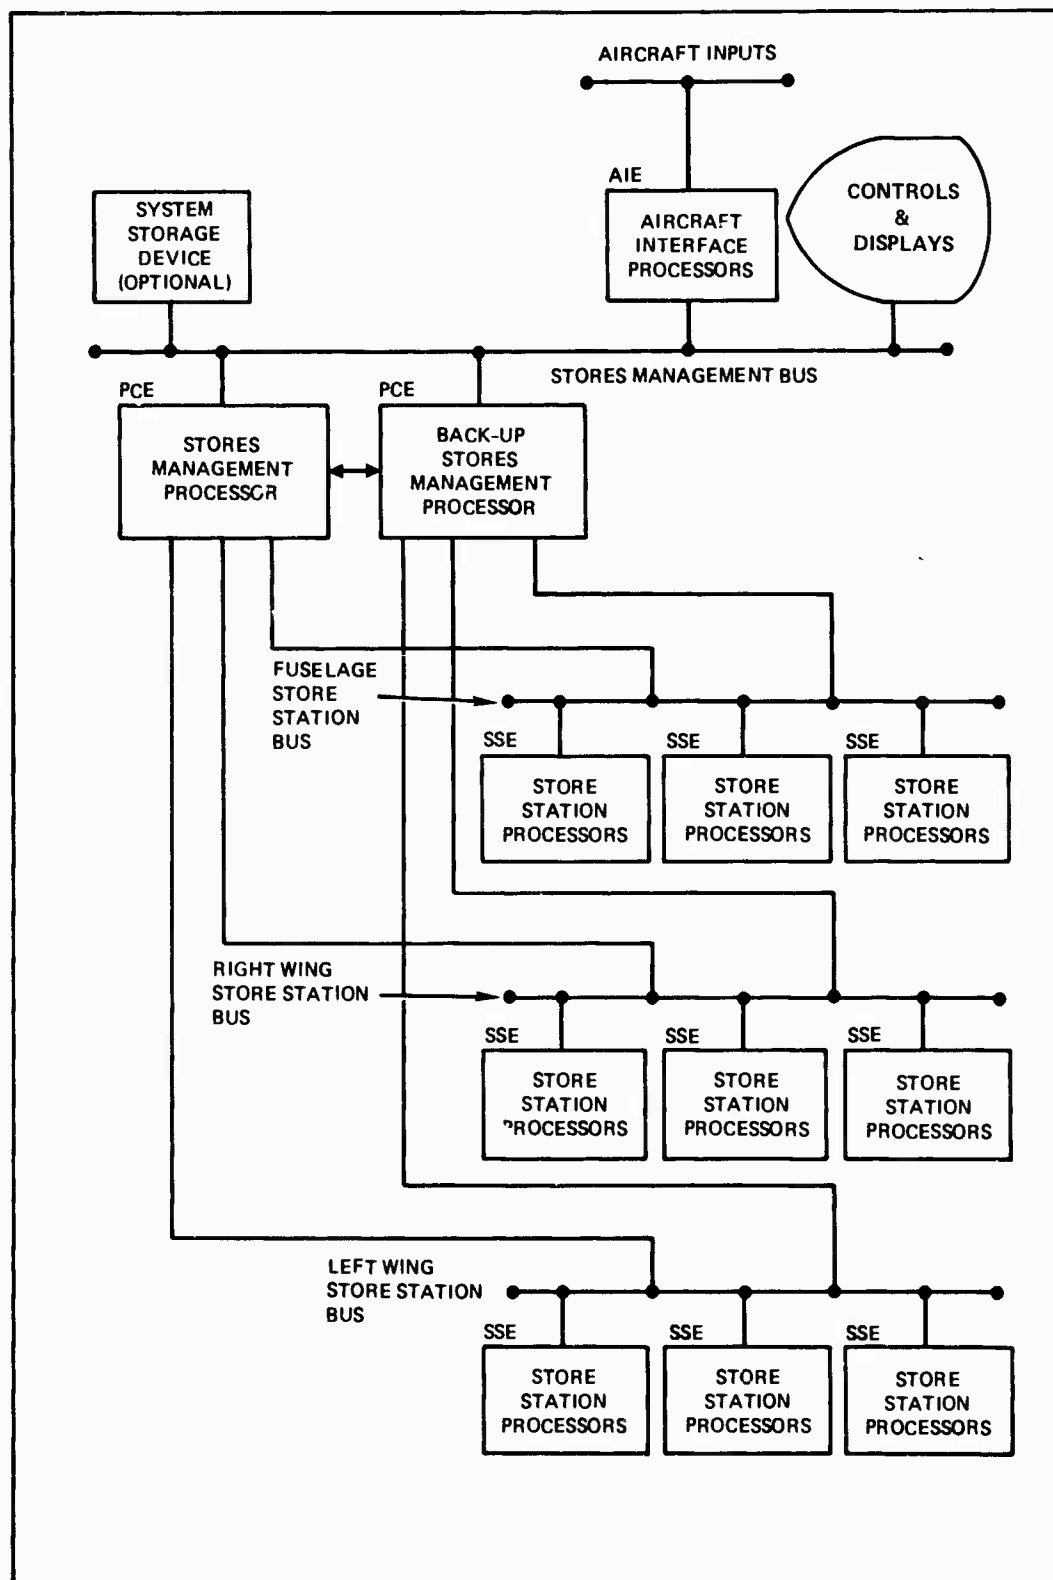 AIRCRAFT INPUTS
SYSTEM
STORAGE
DEVICE
(OPTIONAL)
AIE
AIRCRAFT
INTERFACE
PROCESSORS
CONTROLS
&
DISPLAYS
STORES MANAGEMENT BUS
PCE
STORES
MANAGEMENT
PROCESSOR
PCE
BACK-UP
STORES
MANAGEMENT
PROCESSOR
FUSELAGE
STORE
STATION
BUS
SSE
STORE
STATION
PROCESSORS
SSE
STORE
STATION
PROCESSORS
SSE
STORE
STATION
PROCESSORS
RIGHT WING
STORE STATION
BUS
SSE
STORE
STATION
PROCESSORS
SSE
STORE
STATION
PROCESSORS
SSE
STORE
STATION
PROCESSORS
LEFT WING
STORE STATION
BUS
SSE
STORE
STATION
PROCESSORS
SSE
STORE
STATION
PROCESSORS
SSE
STORE
STATION
PROCESSORS